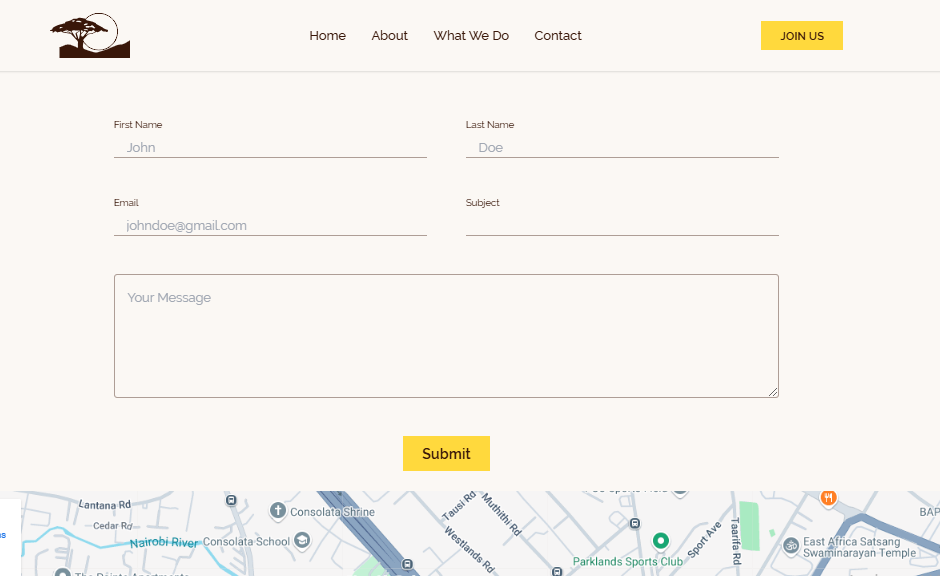 Home About What We Do Contact JOIN US
First Name Last Name
John Doe
Email Subject
johndoe@gmail.com
Your Message
Submit
Lantana Rd
Cedar Rd
Nairobi River
Consolata Shrine
Consolata School
Tausi Rd
Muthithi Rd
Westlands Rd
Sport Ave
Taarifa Rd
Parklands Sports Club
BAP
East Africa Satsang
Swaminarayan Temple